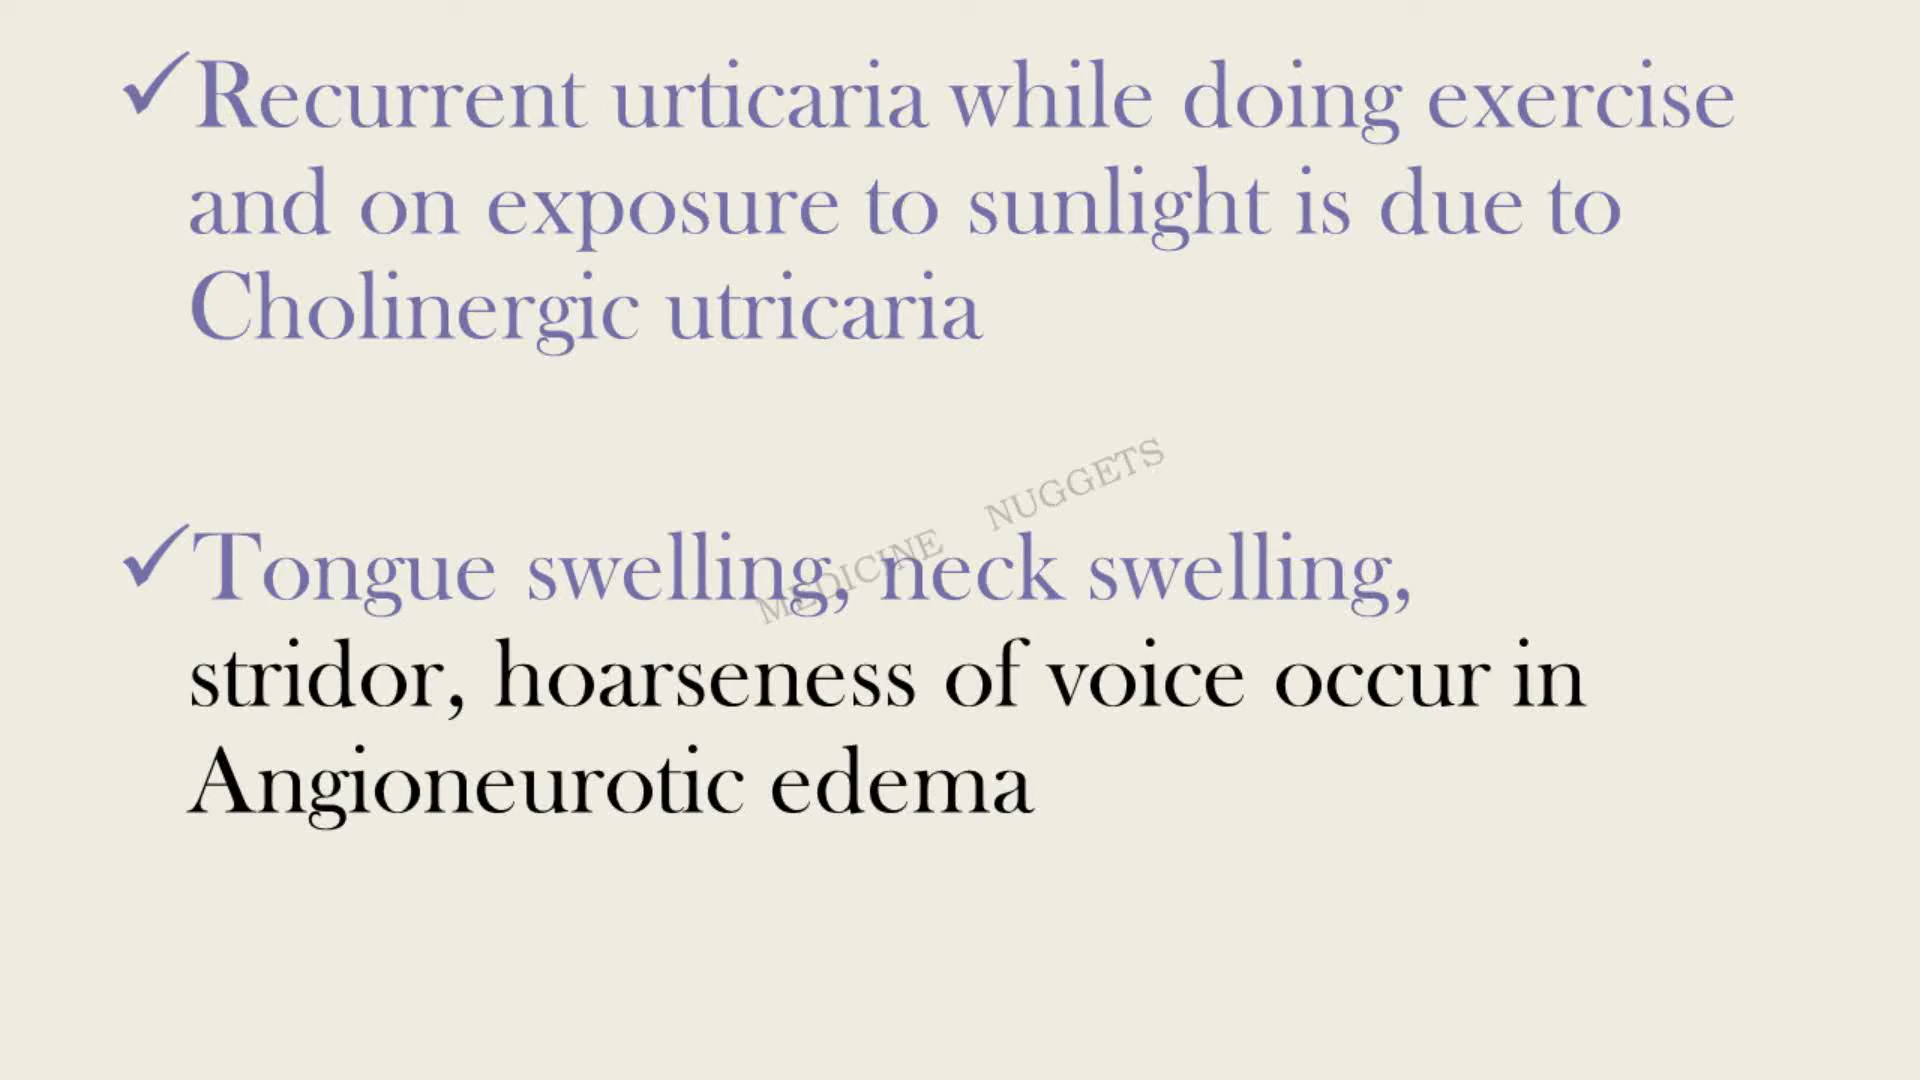 ✓Recurrent urticaria while doing exercise
and on exposure to sunlight is due to
Cholinergic utricaria
MEDICINE NUGGETS
✓Tongue swelling, neck swelling,
stridor, hoarseness of voice occur in
Angioneurotic edema